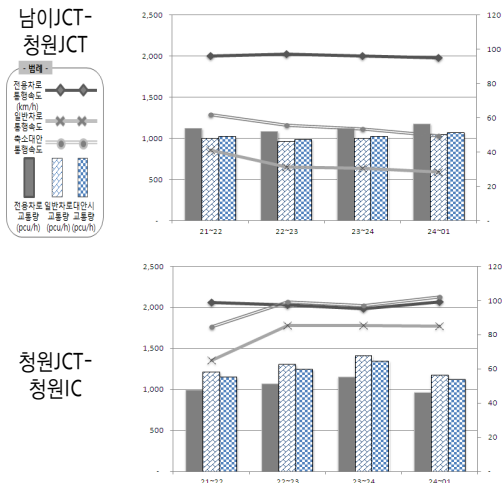 남이JCT-
청원JCT
- 범례 -
전용차로
통행속도
(km/h)
일반차로
통행속도
축소대안
통행속도
전용차로 일반차로 대안시
교통량 교통량 교통량
(pcu/h) (pcu/h) (pcu/h)
2,500
2,000
1,500
1,000
500
-
120
100
80
60
40
20
-
21~22 22~23 23~24 24~01
청원JCT-
청원IC
2,500
2,000
1,500
1,000
500
-
120
100
80
60
40
20
-
21~22 22~23 23~24 24~01